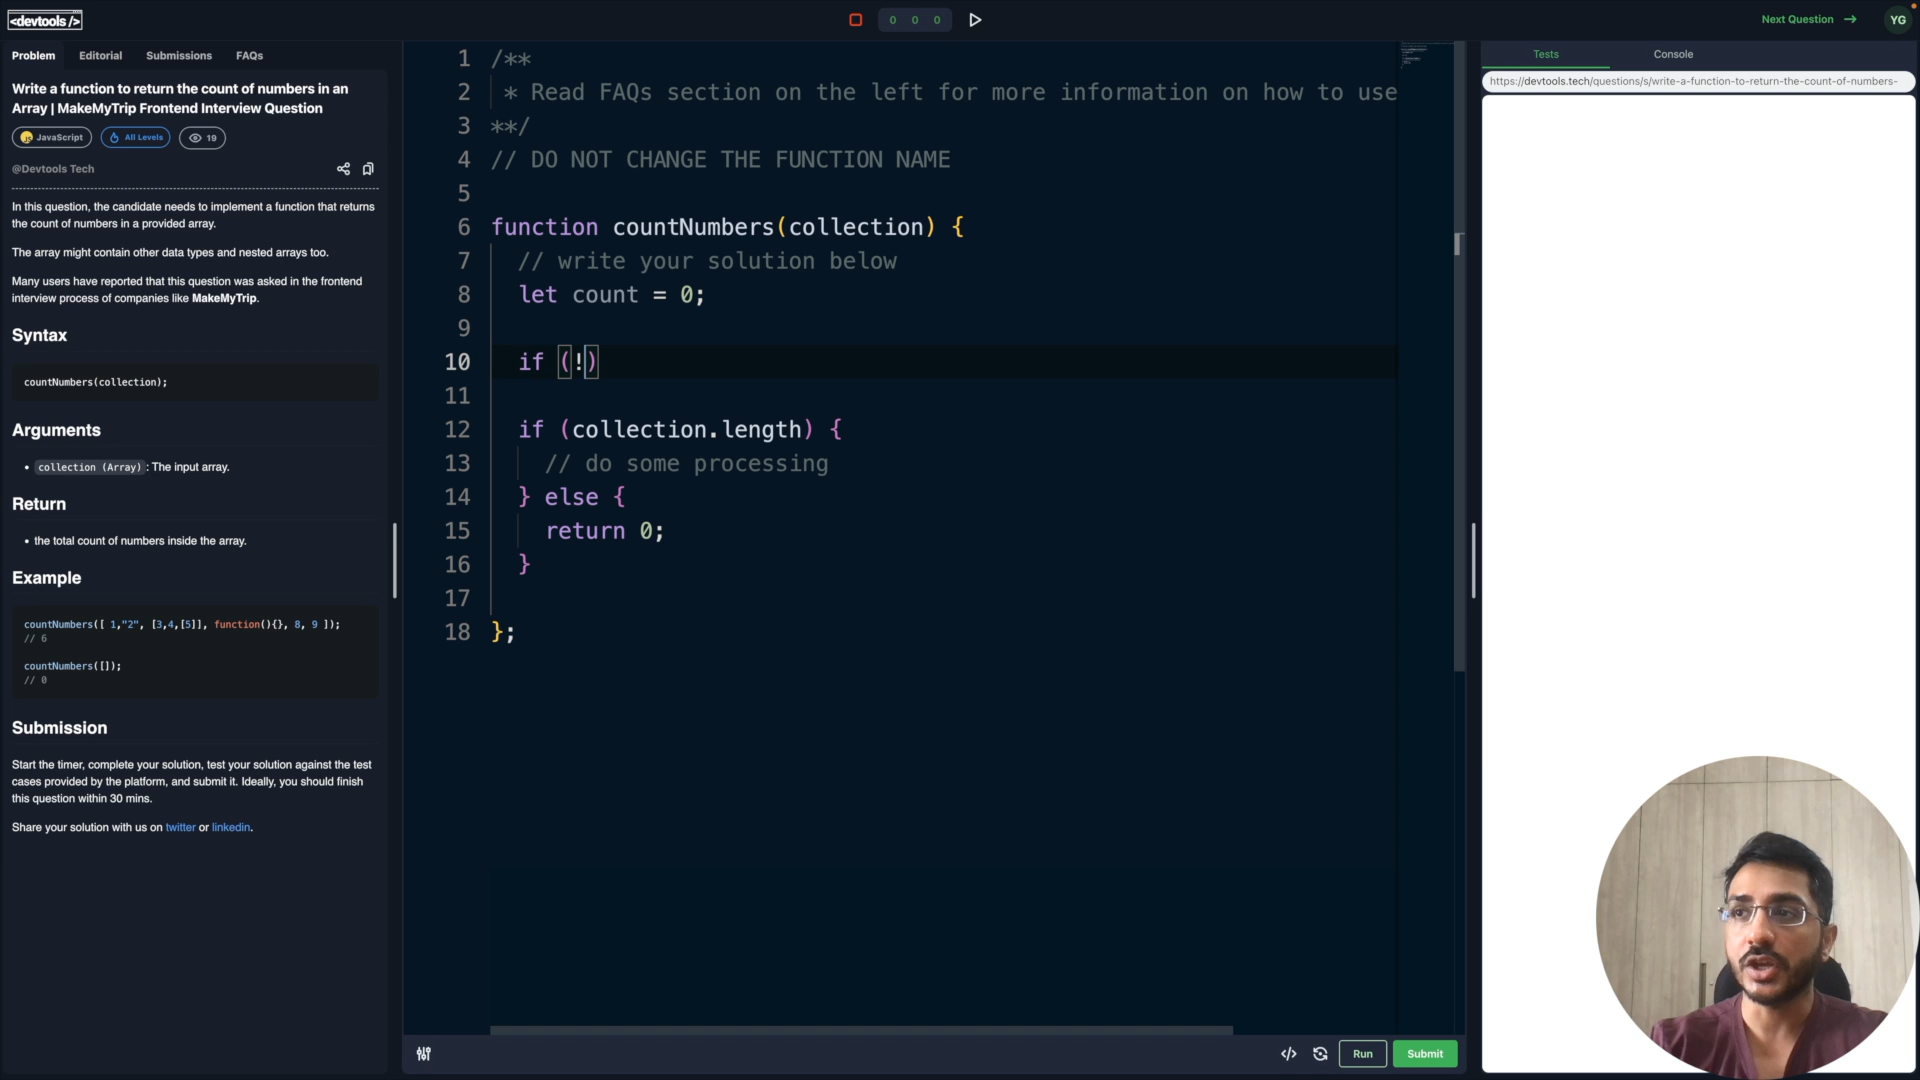 <devtools />
0 0 0
Next Question →
YG
Problem Editorial Submissions FAQs
Write a function to return the count of numbers in an
Array | MakeMyTrip Frontend Interview Question
JavaScript All Levels 19
@Devtools Tech
In this question, the candidate needs to implement a function that returns
the count of numbers in a provided array.
The array might contain other data types and nested arrays too.
Many users have reported that this question was asked in the frontend
interview process of companies like MakeMyTrip.
Syntax
countNumbers(collection);
Arguments
• collection (Array) : The input array.
Return
• the total count of numbers inside the array.
Example
countNumbers([ 1,"2", [3,4,[5]], function(){}, 8, 9 ]);
// 6
countNumbers([]);
// 0
Submission
Start the timer, complete your solution, test your solution against the test
cases provided by the platform, and submit it. Ideally, you should finish
this question within 30 mins.
Share your solution with us on twitter or linkedin.
1 /**
2 * Read FAQs section on the left for more information on how to use
3 **/
4 // DO NOT CHANGE THE FUNCTION NAME
5
6 function countNumbers(collection) {
7 // write your solution below
8 let count = 0;
9
10 if (!)
11
12 if (collection.length) {
13 // do some processing
14 } else {
15 return 0;
16 }
17
18 };
</> Run Submit
Tests Console
https://devtools.tech/questions/s/write-a-function-to-return-the-count-of-numbers-